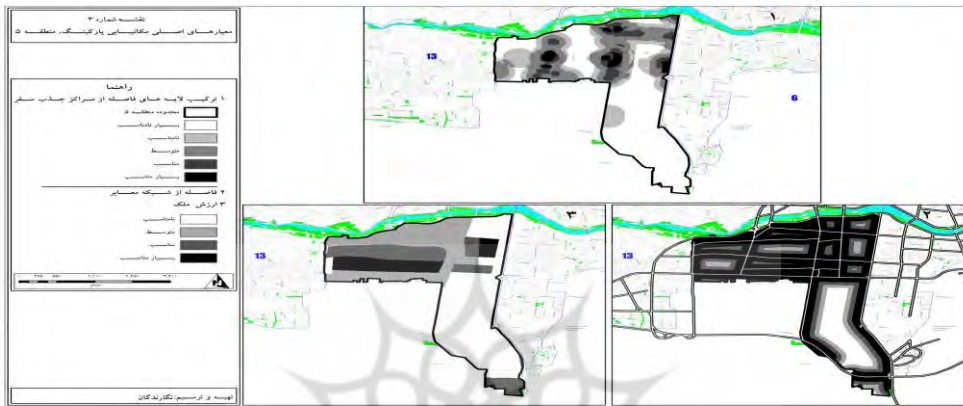 نقشه شماره ۳
معیارهای اصلی مکانیابی پارکینگ، منطقه ۵
راهنما
۱ ترکیب لایه های فاصله از مراکز جذب سفر
محدوده منطقه ۵
بسیار نامناسب
نامناسب
متوسط
مناسب
بسیار مناسب
۲ فاصله از شبکه معابر
۳ ارزش ملک
نامناسب
متوسط
مناسب
بسیار مناسب
تهیه و ترسیم: نگارندگان
۱
13
6
۳
13
۲
13